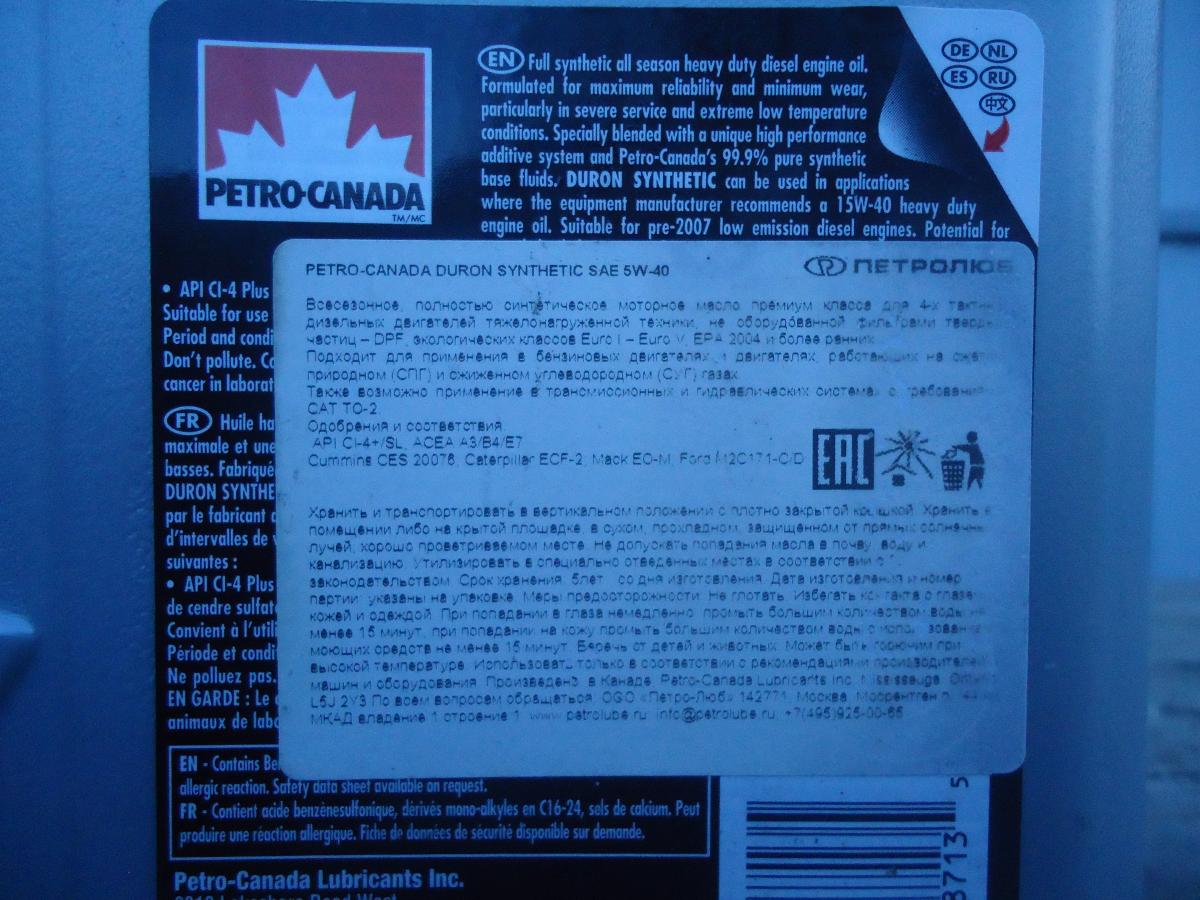 PETRO-CANADA
TM/MC
EN Full synthetic all season heavy duty diesel engine oil.
Formulated for maximum reliability and minimum wear,
particularly in severe service and extreme low temperature
conditions. Specially blended with a unique high performance
additive system and Petro-Canada's 99.9% pure synthetic
base fluids. DURON SYNTHETIC can be used in applications
where the equipment manufacturer recommends a 15W-40 heavy duty
engine oil. Suitable for pre-2007 low emission diesel engines. Potential for
DE NL
ES RU
中文
• API CI-4 Plus
Suitable for use
Period and condi
Don't pollute. Co
cancer in laborat
FR Huile ha
maximale et une
basses. Fabriqué
DURON SYNTHE
par le fabricant d
d'intervalles de v
suivantes :
• API CI-4 Plus
de cendre sulfat
Convient à l'utili
Période et condit
Ne polluez pas.
EN GARDE : Le c
animaux de labo
PETRO-CANADA DURON SYNTHETIC SAE 5W-40
ПЕТРОЛЮБ
Всесезонное, полностью синтетическое моторное масло премиум класса для 4-х тактн
дизельных двигателей тяжелонагруженной техники, не оборудованной фильтрами тверд
частиц – DPF, экологических классов Euro I – Euro V, EPA 2004 и более ранних.
Подходит для применения в бензиновых двигателях и двигателях, работающих на сжат
природном (СПГ) и сжиженном углеводородном (СУГ) газах.
Также возможно применение в трансмиссионных и гидравлических системах с требовани
CAT TO-2.
Одобрения и соответствия
API CI-4+/SL, ACEA A3/B4/E7
Cummins CES 20076, Caterpillar ECF-2, Mack EO-M, Ford M2C171-C/D
EAC
Хранить и транспортировать в вертикальном положении с плотно закрытой крышкой. Хранить в
помещении либо на крытой площадке, в сухом, прохладном, защищенном от прямых солнечны
лучей, хорошо проветриваемом месте. Не допускать попадания масла в почву, воду и
канализацию. Утилизировать в специально отведенных местах в соответствии с
законодательством. Срок хранения: 5лет со дня изготовления. Дата изготовления и номер
партии: указаны на упаковке. Меры предосторожности: Не глотать. Избегать контакта с глаза
кожей и одеждой. При попадании в глаза немедленно промыть большим количеством воды не
менее 15 минут, при попадании на кожу промыть большим количеством воды с использовани
моющих средств не менее 15 минут. Беречь от детей и животных. Может быть горючим при
высокой температуре. Использовать только в соответствии с рекомендациями производителей
машин и оборудования. Произведено в Канаде. Petro-Canada Lubricants Inc. Mississauga,
L5J 2Y3 По всем вопросам обращаться: ООО «Петро-Люб» 142771, Москва, Мосрентген п.
МКАД владение 1 строение 1. www.petrolube.ru, info@petrolube.ru, +7(495)925-00-65
EN - Contains Be
allergic reaction. Safety data sheet available on request.
FR - Contient acide benzènesulfonique, dérivés mono-alkyles en C16-24, sels de calcium. Peut
produire une réaction allergique. Fiche de données de sécurité disponible sur demande.
Petro-Canada Lubricants Inc.
5
8713